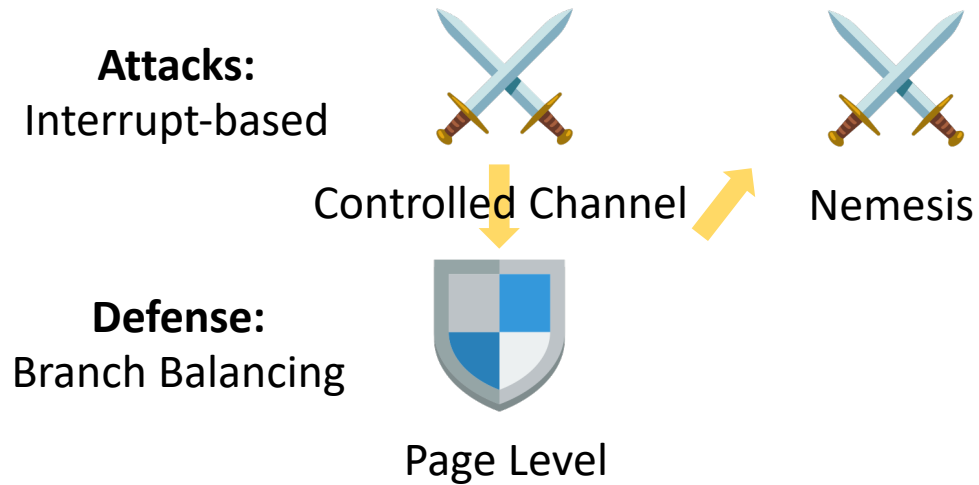 Attacks:
Interrupt-based
Controlled Channel
Nemesis
Defense:
Branch Balancing
Page Level